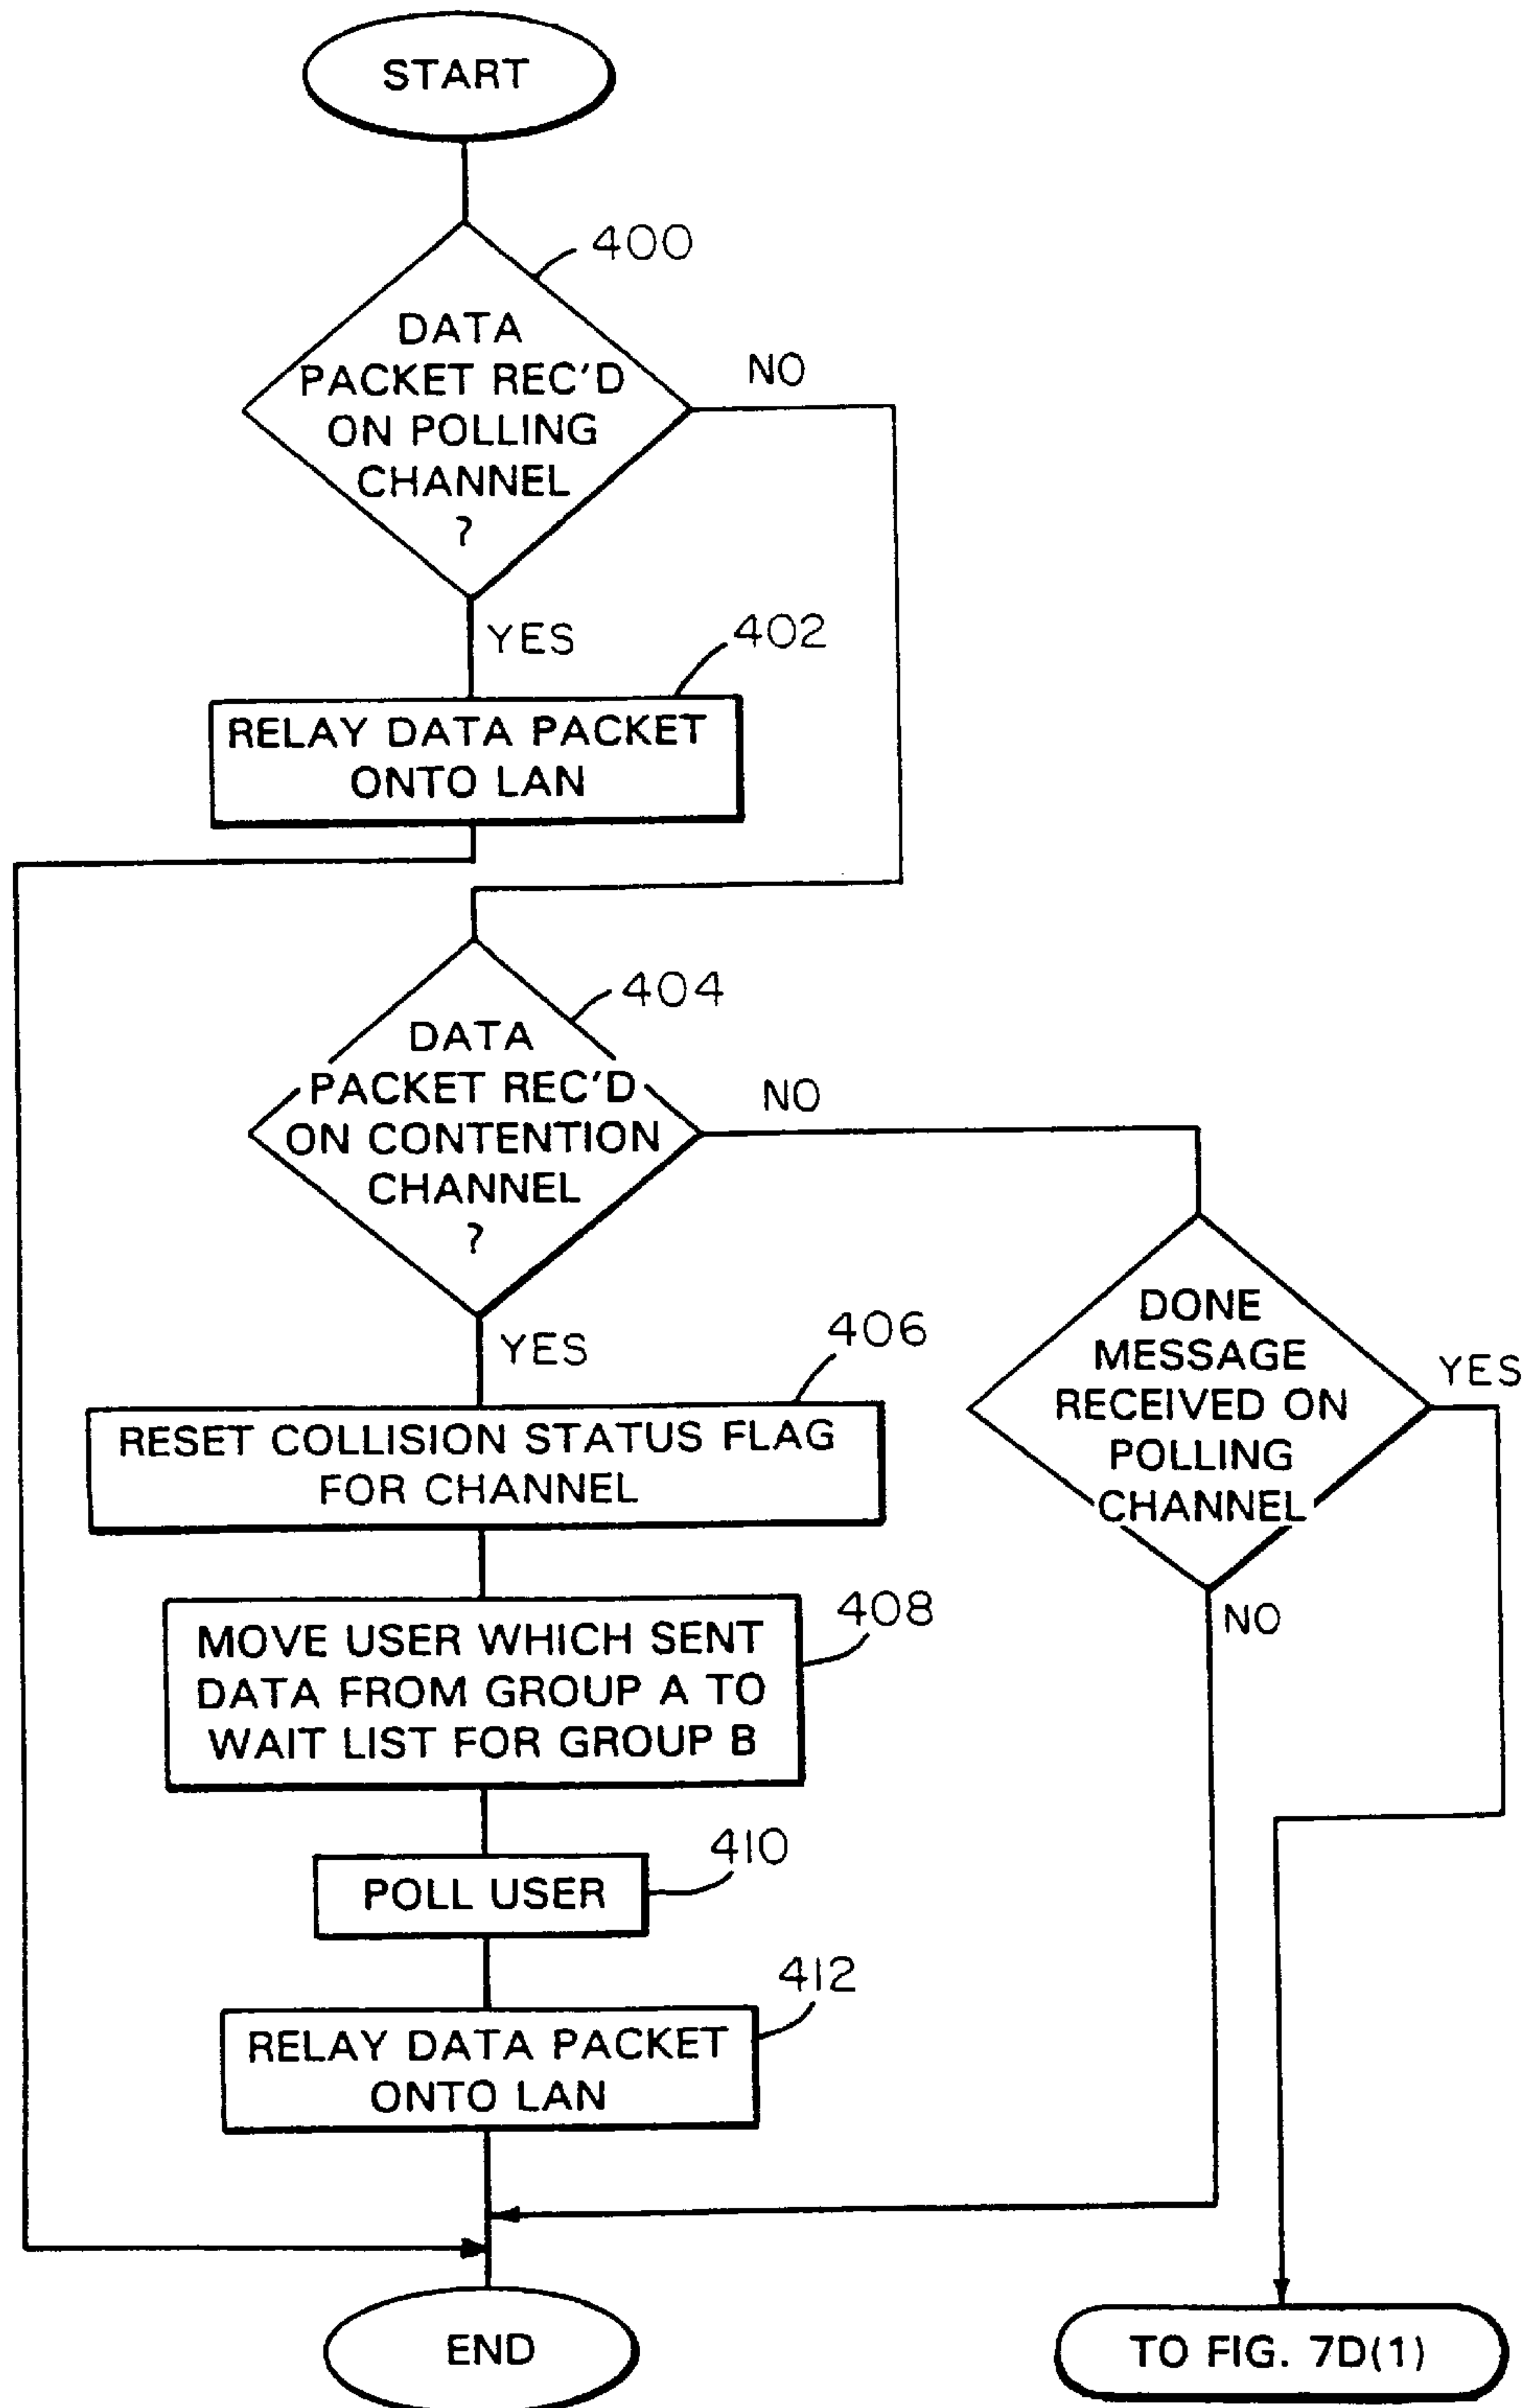 START
400
DATA
PACKET REC'D
ON POLLING
CHANNEL
?
NO
YES
402
RELAY DATA PACKET
ONTO LAN
404
DATA
PACKET REC'D
ON CONTENTION
CHANNEL
?
NO
YES
406
RESET COLLISION STATUS FLAG
FOR CHANNEL
DONE
MESSAGE
RECEIVED ON
POLLING
CHANNEL
YES
NO
408
MOVE USER WHICH SENT
DATA FROM GROUP A TO
WAIT LIST FOR GROUP B
410
POLL USER
412
RELAY DATA PACKET
ONTO LAN
END
TO FIG. 7D(1)